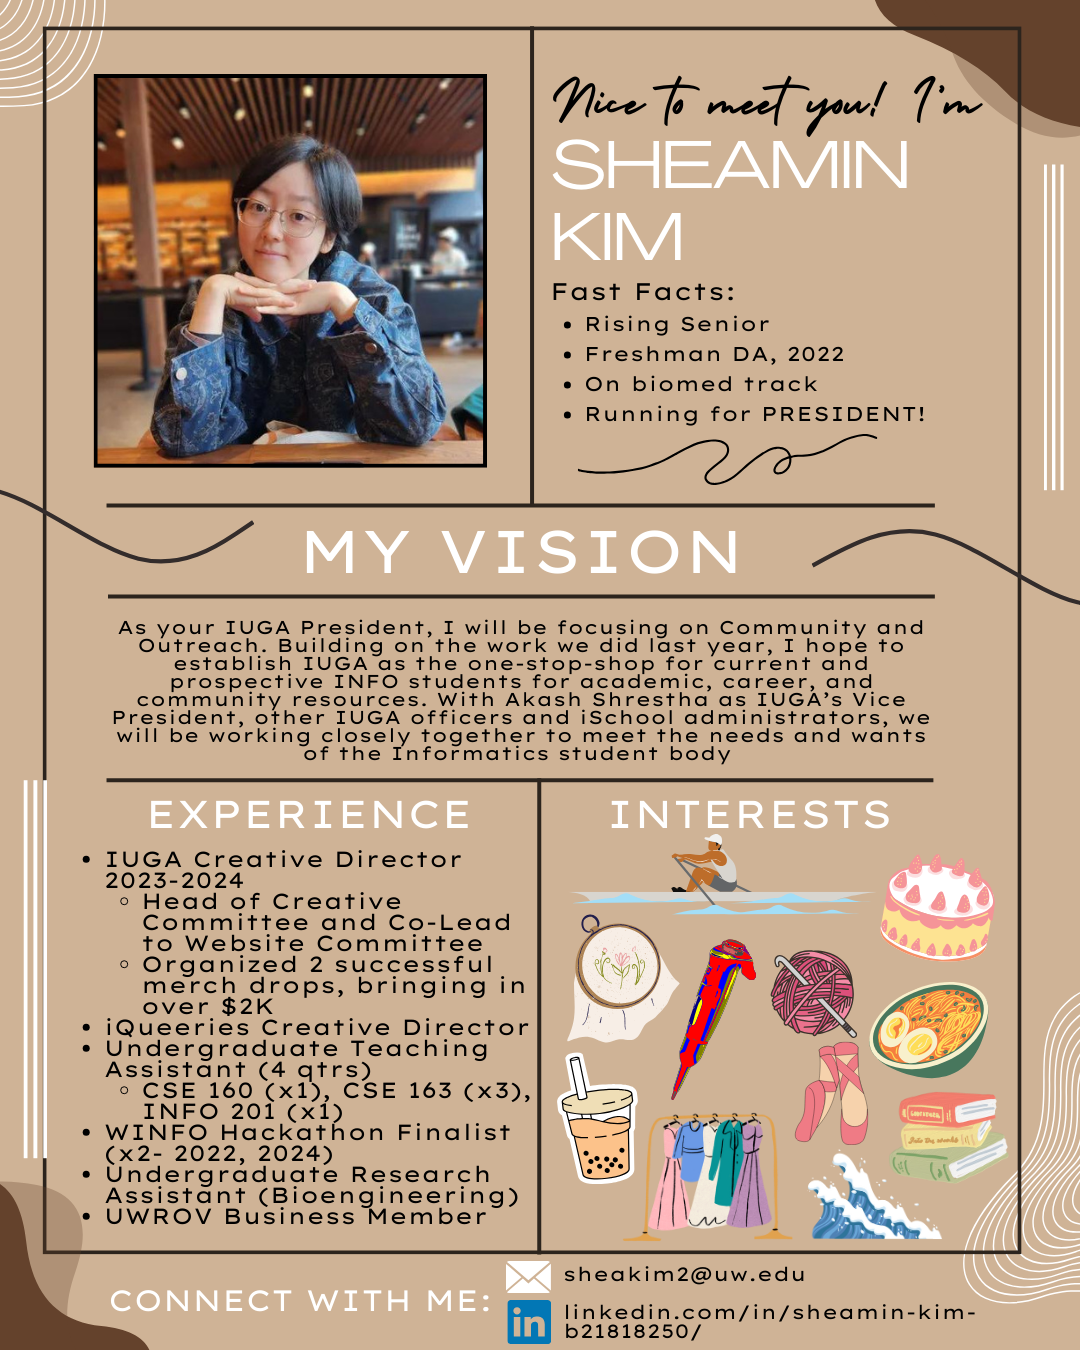 Nice to meet you! I'm
SHEAMIN
KIM
Fast Facts:
• Rising Senior
• Freshman DA, 2022
• On biomed track
• Running for PRESIDENT!
MY VISION
As your IUGA President, I will be focusing on Community and
Outreach. Building on the work we did last year, I hope to
establish IUGA as the one-stop-shop for current and
prospective INFO students for academic, career, and
community resources. With Akash Shrestha as IUGA's Vice
President, other IUGA officers and iSchool administrators, we
will be working closely together to meet the needs and wants
of the Informatics student body
EXPERIENCE
• IUGA Creative Director
2023-2024
◦ Head of Creative
Committee and Co-Lead
to Website Committee
◦ Organized 2 successful
merch drops, bringing in
over $2K
• iQueeries Creative Director
• Undergraduate Teaching
Assistant (4 qtrs)
◦ CSE 160 (x1), CSE 163 (x3),
INFO 201 (x1)
• WINFO Hackathon Finalist
(x2- 2022, 2024)
• Undergraduate Research
Assistant (Bioengineering)
• UWROV Business Member
INTERESTS
CONNECT WITH ME:
sheakim2@uw.edu
in
linkedin.com/in/sheamin-kim-
b21818250/